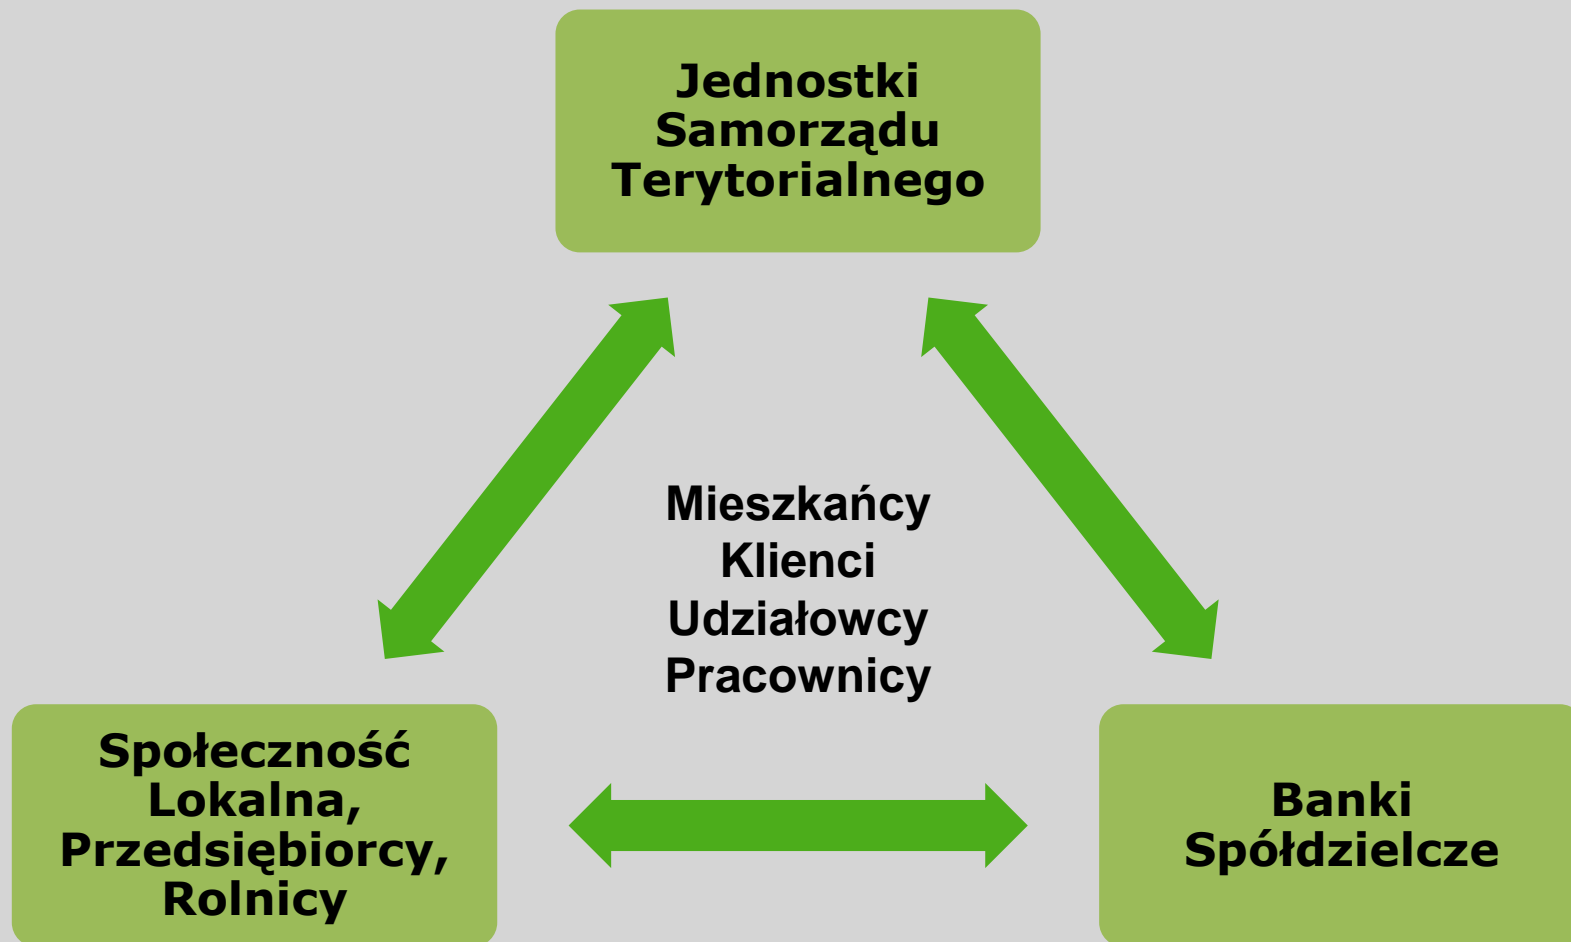 Jednostki
Samorządu
Terytorialnego
Mieszkańcy
Klienci
Udziałowcy
Pracownicy
Społeczność
Lokalna,
Przedsiębiorcy,
Rolnicy
Banki
Spółdzielcze